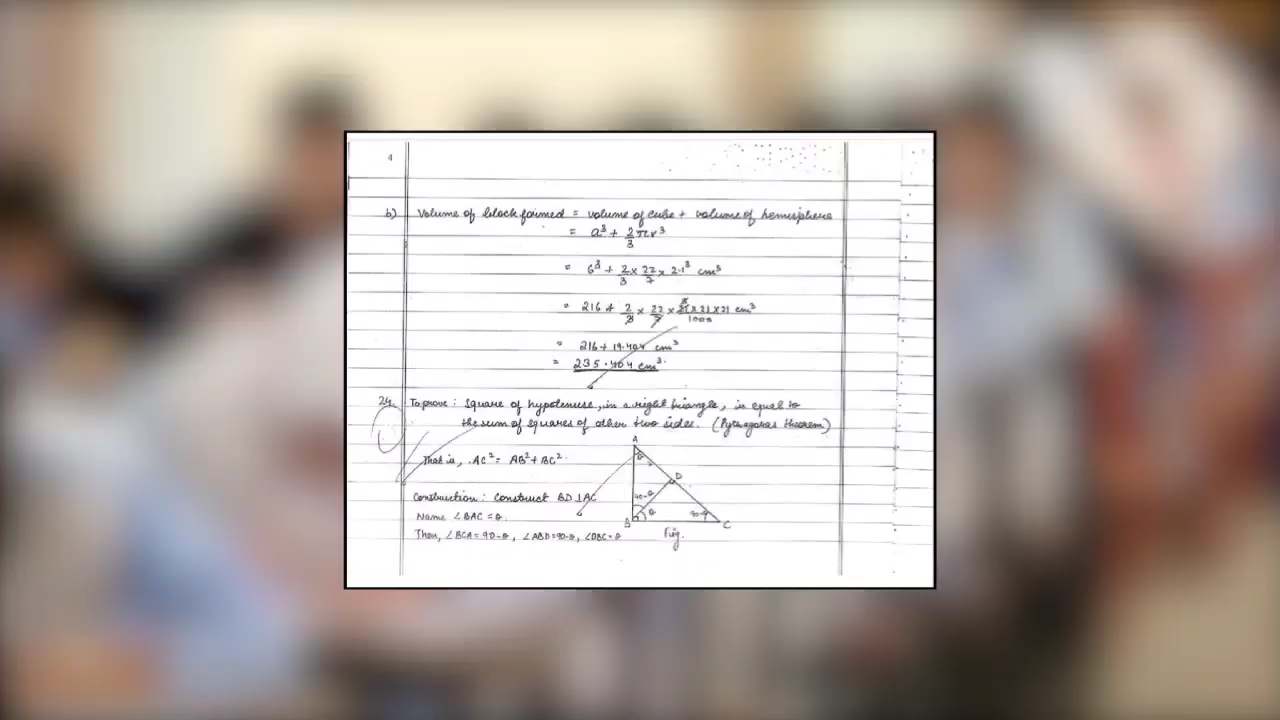 4
b) Volume of block formed = volume of cube + volume of hemisphere
= a³ + 2/3 πr³
= 6³ + 2/3 × 22/7 × 2.1³ cm³
= 216 + 2/3 × 22/7 × 21 × 21 × 21/1000 cm³
= 216 + 19.404 cm³
= 235.404 cm³.
24. To prove : Square of hypotenuse, in a right triangle, is equal to
the sum of squares of other two sides. (Pythagoras theorem)
That is, AC² = AB² + BC².
Construction : Construct BD ⊥ AC
Name ∠BAC = θ.
Then, ∠BCA = 90-θ, ∠ABD = 90-θ, ∠DBC = θ
A
θ
D
90-θ
θ
90-θ
B
C
Fig.